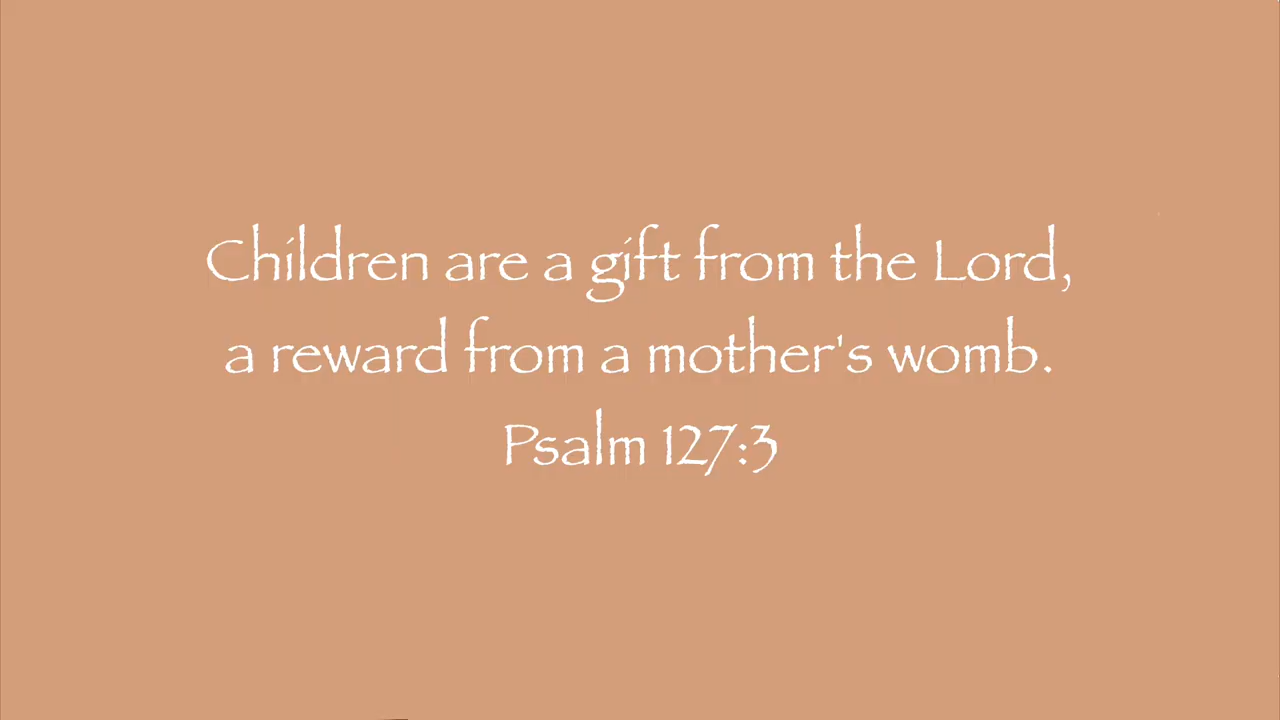 Children are a gift from the Lord,
a reward from a mother's womb.
Psalm 127:3